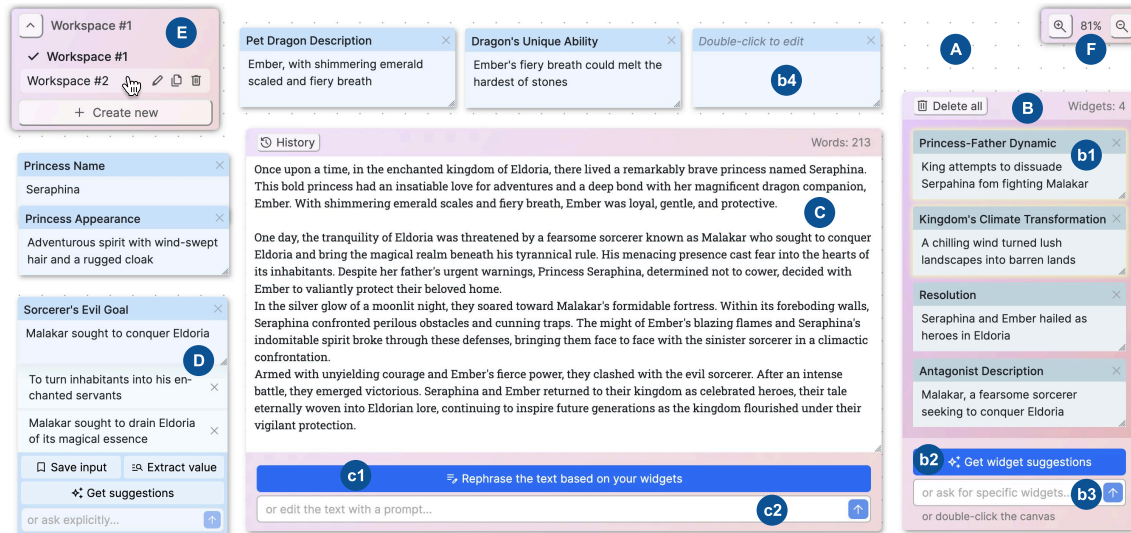 Workspace #1
E
Workspace #1
Workspace #2
+ Create new
Pet Dragon Description
Ember, with shimmering emerald
scaled and fiery breath
Dragon's Unique Ability
Ember's fiery breath could melt the
hardest of stones
Double-click to edit
b4
A
81%
F
Princess Name
Seraphina
Princess Appearance
Adventurous spirit with wind-swept
hair and a rugged cloak
Sorcerer's Evil Goal
Malakar sought to conquer Eldoria
D
To turn inhabitants into his en-
chanted servants
Malakar sought to drain Eldoria
of its magical essence
Save input
Extract value
Get suggestions
or ask explicitly...
History
Words: 213
Once upon a time, in the enchanted kingdom of Eldoria, there lived a remarkably brave princess named Seraphina.
This bold princess had an insatiable love for adventures and a deep bond with her magnificent dragon companion,
Ember. With shimmering emerald scales and fiery breath, Ember was loyal, gentle, and protective.
C
One day, the tranquility of Eldoria was threatened by a fearsome sorcerer known as Malakar who sought to conquer
Eldoria and bring the magical realm beneath his tyrannical rule. His menacing presence cast fear into the hearts of
its inhabitants. Despite her father's urgent warnings, Princess Seraphina, determined not to cower, decided with
Ember to valiantly protect their beloved home.
In the silver glow of a moonlit night, they soared toward Malakar's formidable fortress. Within its foreboding walls,
Seraphina confronted perilous obstacles and cunning traps. The might of Ember's blazing flames and Seraphina's
indomitable spirit broke through these defenses, bringing them face to face with the sinister sorcerer in a climactic
confrontation.
Armed with unyielding courage and Ember's fierce power, they clashed with the evil sorcerer. After an intense
battle, they emerged victorious. Seraphina and Ember returned to their kingdom as celebrated heroes, their tale
eternally woven into Eldorian lore, continuing to inspire future generations as the kingdom flourished under their
vigilant protection.
c1
Rephrase the text based on your widgets
or edit the text with a prompt...
c2
Delete all
B
Widgets: 4
Princess-Father Dynamic
b1
King attempts to dissuade
Serpahina fom fighting Malakar
Kingdom's Climate Transformation
A chilling wind turned lush
landscapes into barren lands
Resolution
Seraphina and Ember hailed as
heroes in Eldoria
Antagonist Description
Malakar, a fearsome sorcerer
seeking to conquer Eldoria
b2
Get widget suggestions
or ask for specific widgets...
b3
or double-click the canvas